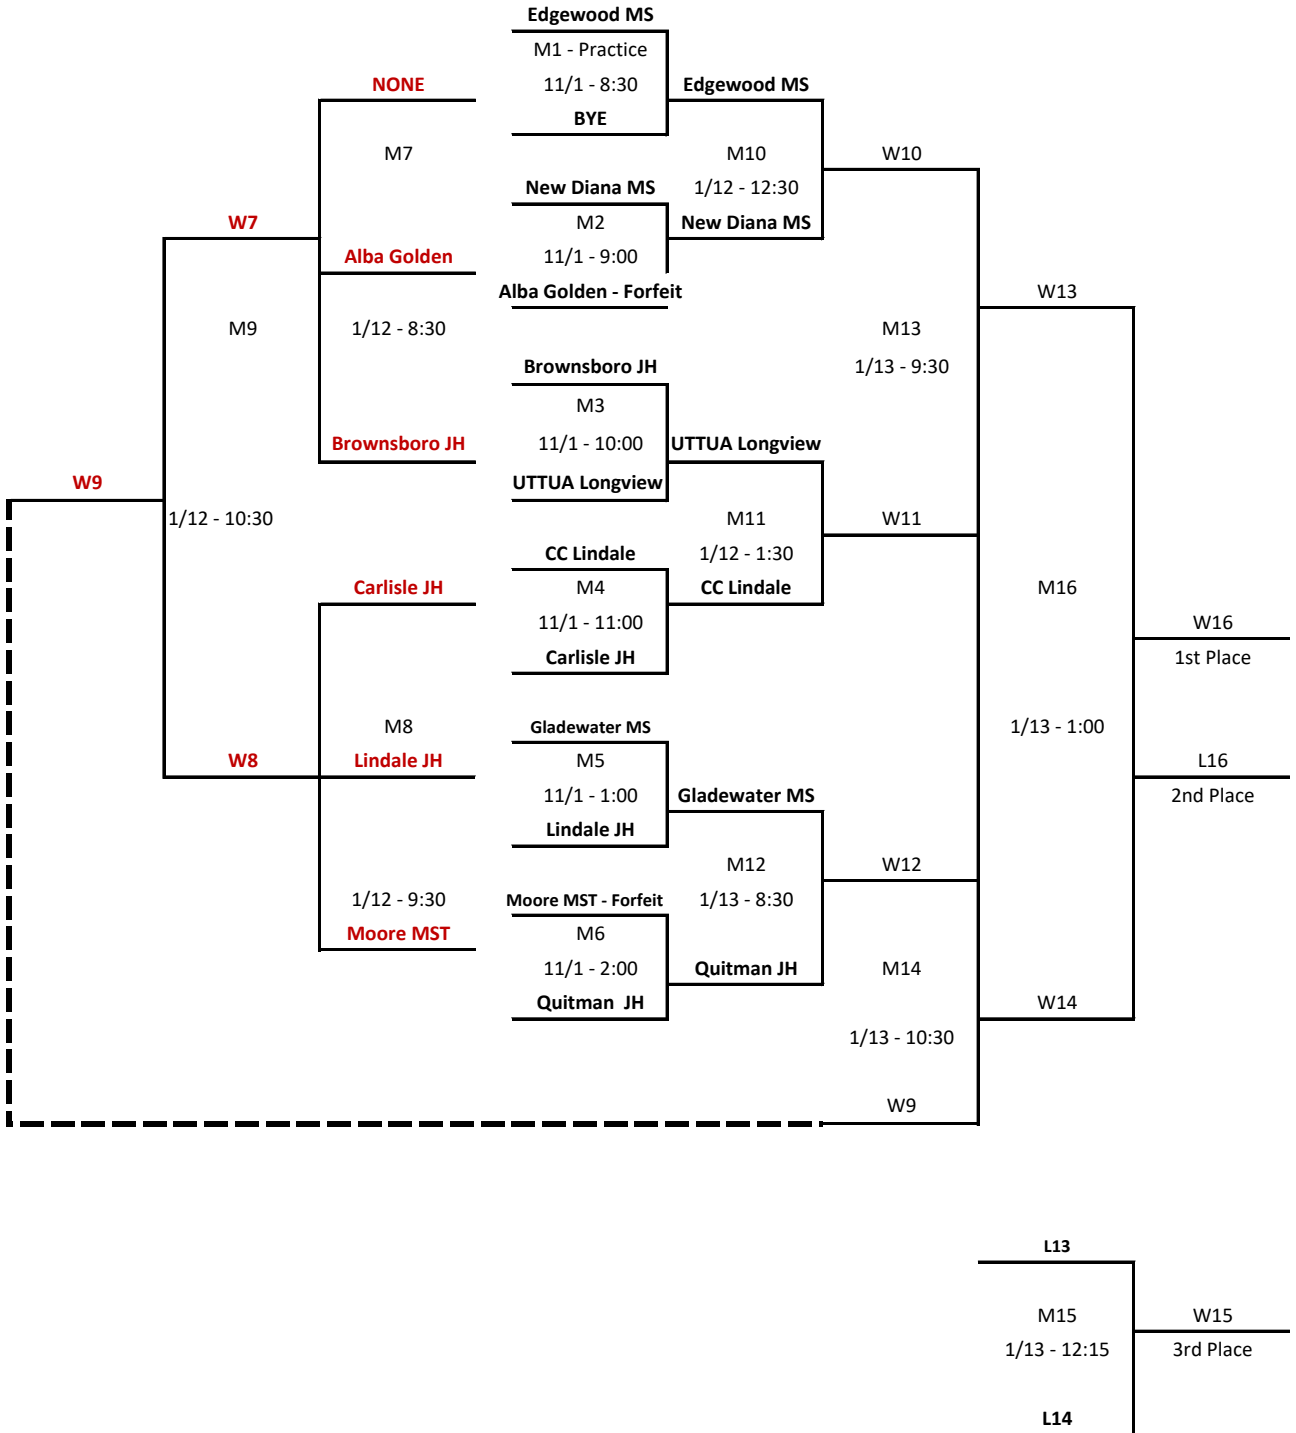 Edgewood MS
M1 - Practice
NONE
11/1 - 8:30
Edgewood MS
BYE
M7
M10
W10
New Diana MS
1/12 - 12:30
W7
M2
New Diana MS
Alba Golden
11/1 - 9:00
Alba Golden - Forfeit
W13
M9
1/12 - 8:30
M13
Brownsboro JH
1/13 - 9:30
M3
Brownsboro JH
11/1 - 10:00
UTTUA Longview
W9
UTTUA Longview
1/12 - 10:30
M11
W11
CC Lindale
1/12 - 1:30
Carlisle JH
M4
CC Lindale
M16
11/1 - 11:00
W16
Carlisle JH
1st Place
M8
Gladewater MS
1/13 - 1:00
W8
Lindale JH
M5
L16
11/1 - 1:00
Gladewater MS
2nd Place
Lindale JH
M12
W12
1/12 - 9:30
Moore MST - Forfeit
1/13 - 8:30
Moore MST
M6
11/1 - 2:00
Quitman JH
M14
Quitman  JH
W14
1/13 - 10:30
W9
L13
M15
W15
1/13 - 12:15
3rd Place
L14